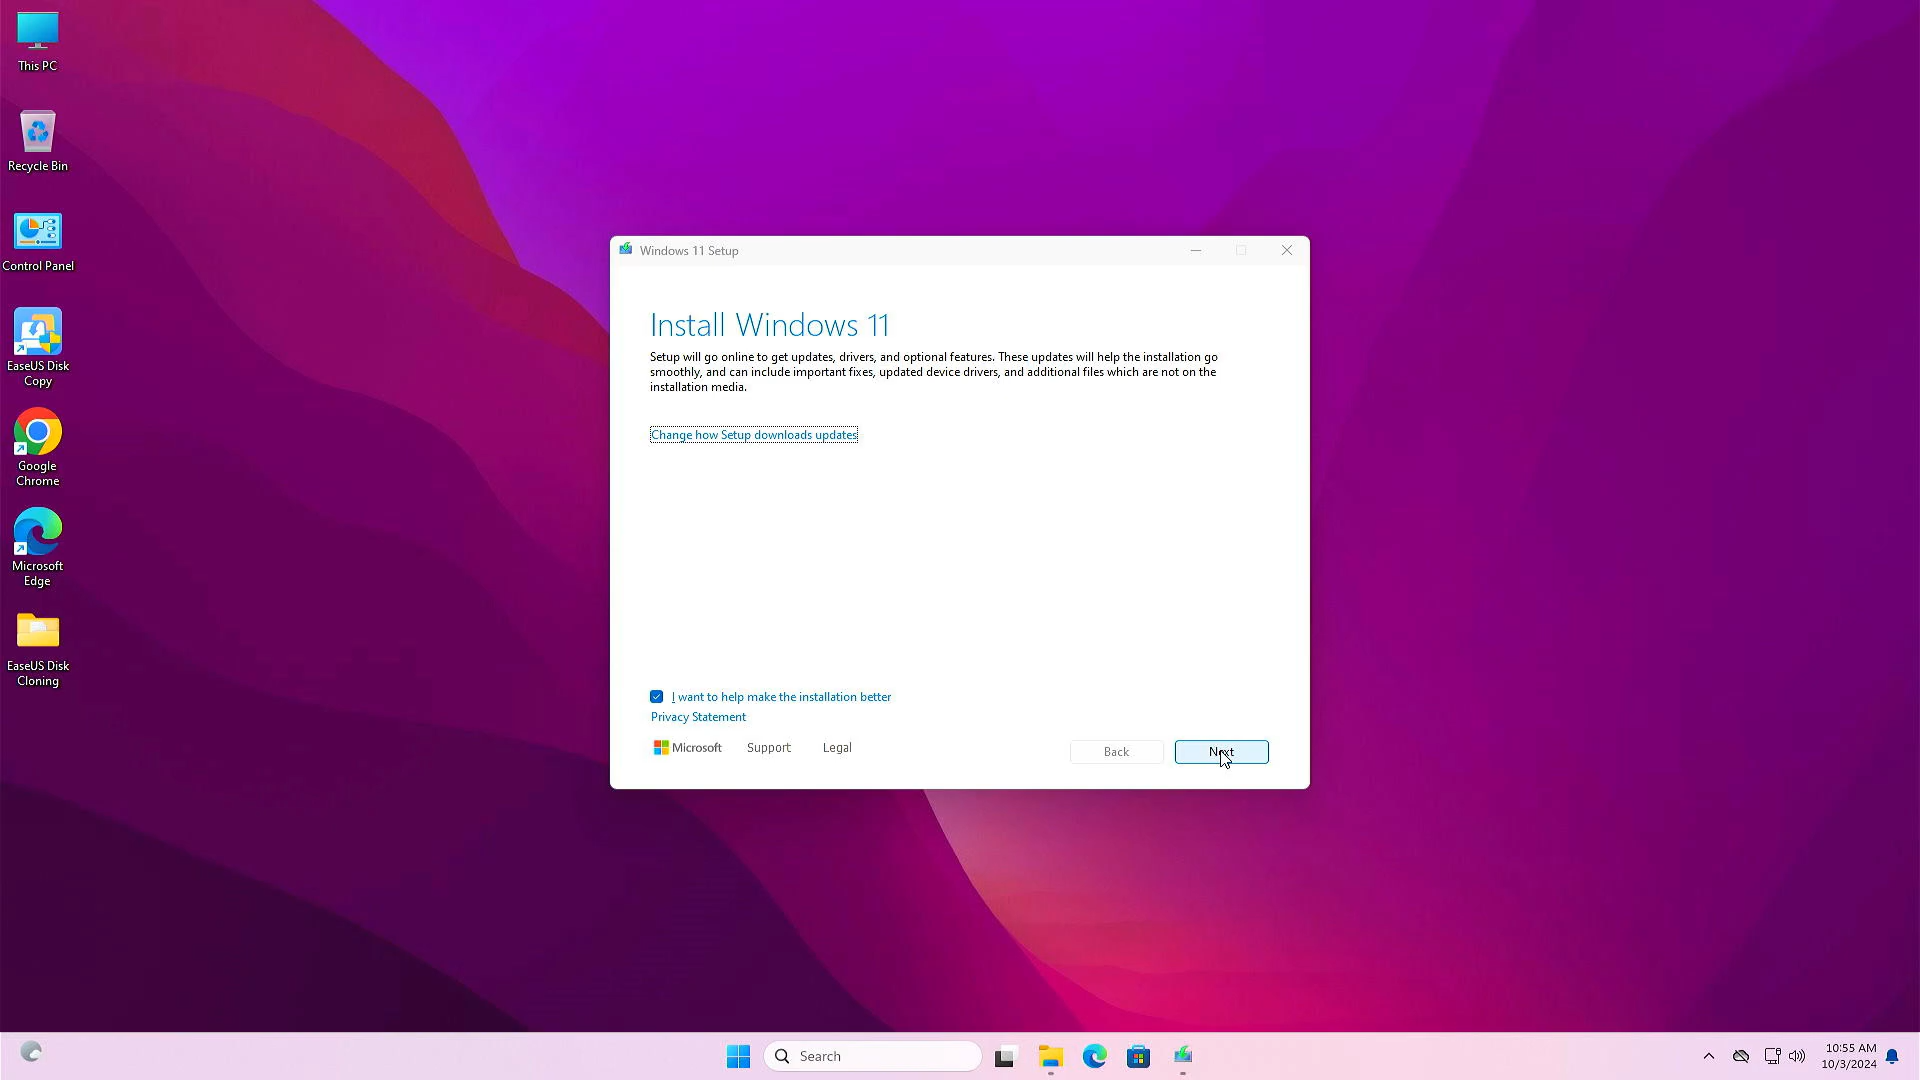 This PC
Recycle Bin
Control Panel
EaseUS Disk
Copy
Google
Chrome
Microsoft
Edge
EaseUS Disk
Cloning
Windows 11 Setup
Install Windows 11
Setup will go online to get updates, drivers, and optional features. These updates will help the installation go
smoothly, and can include important fixes, updated device drivers, and additional files which are not on the
installation media.
Change how Setup downloads updates
I want to help make the installation better
Privacy Statement
Microsoft Support Legal
Back Next
Search
10:55 AM
10/3/2024